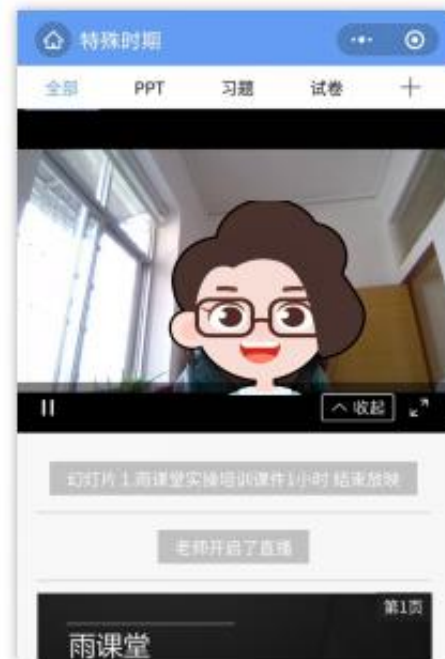 特殊时期
全部 PPT 习题 试卷
收起
幻灯片 1.雨课堂实操培训课件1小时 结束放映
老师开启了直播
第1页
雨课堂